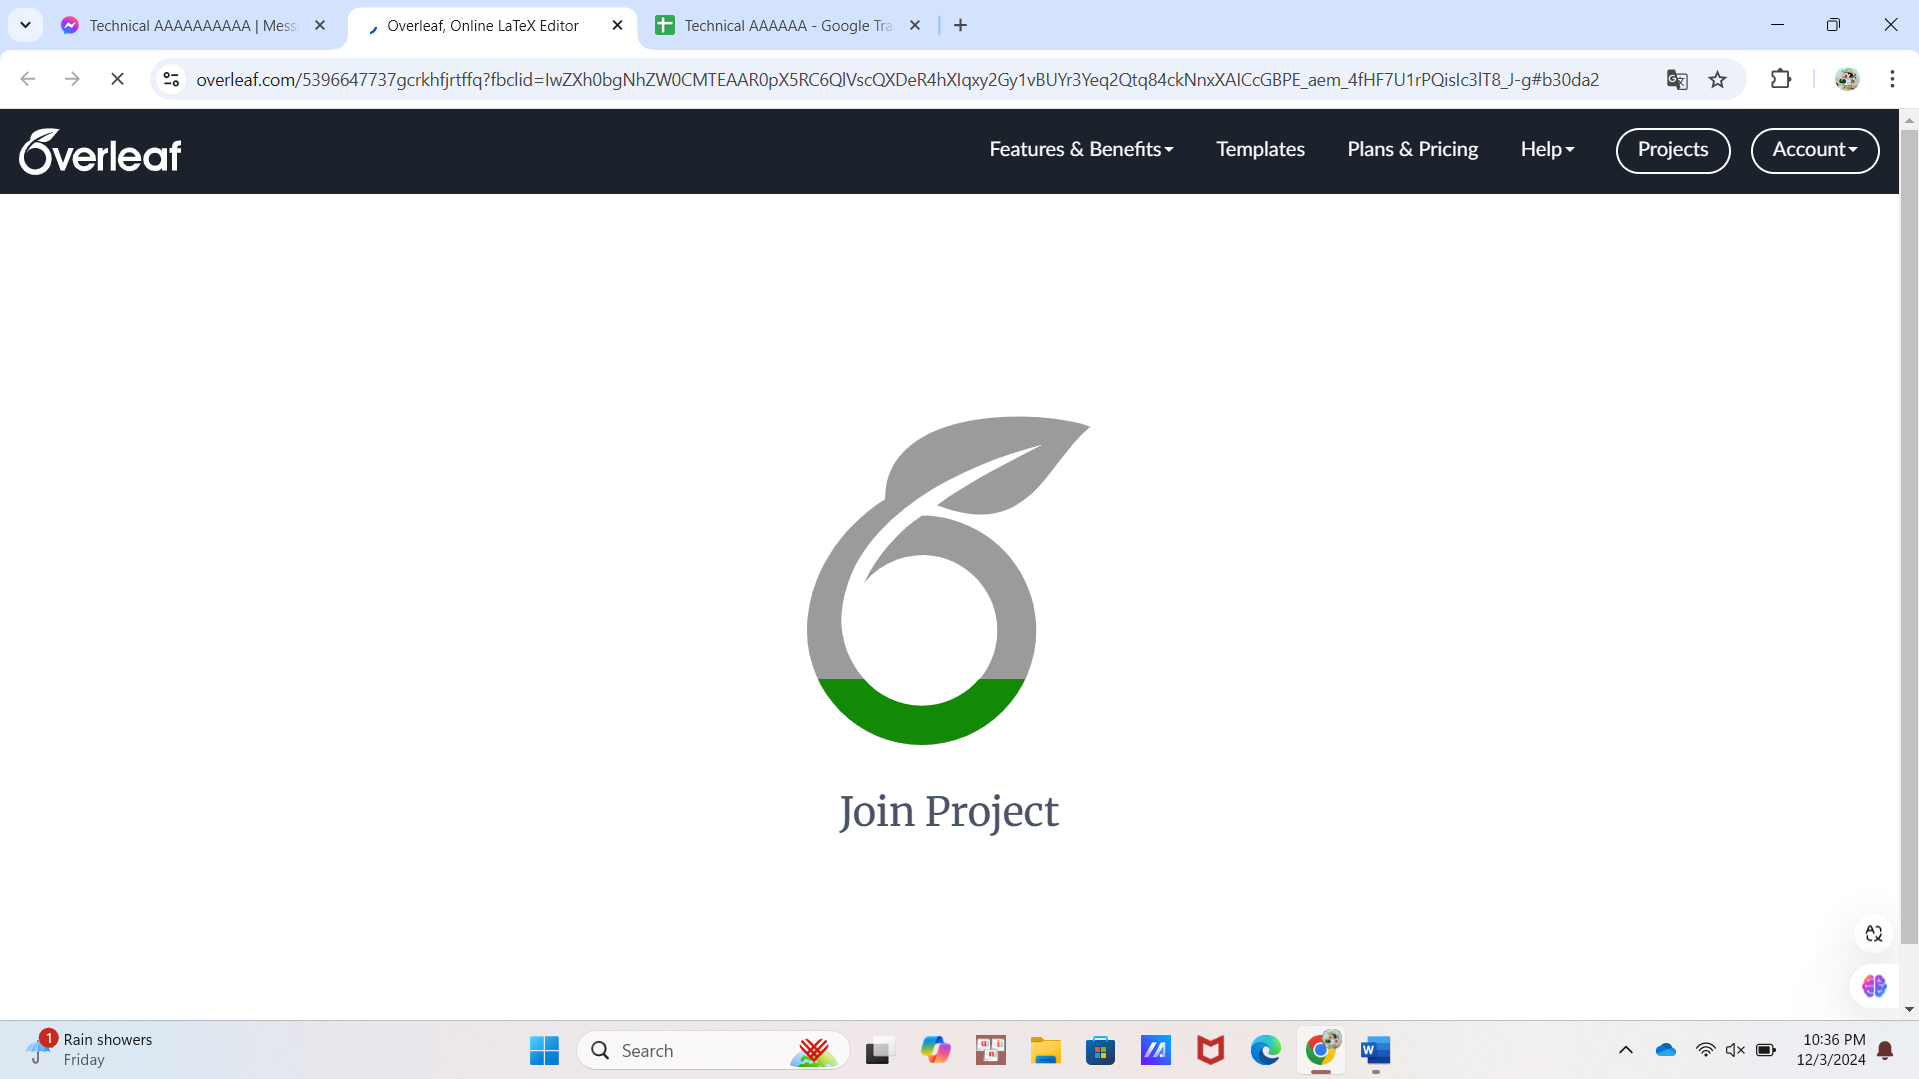 Technical AAAAAAAAAA | Mess
Overleaf, Online LaTeX Editor
Technical AAAAAA - Google Tra
overleaf.com/5396647737gcrkhfjrtffq?fbclid=IwZXh0bgNhZW0CMTEAAR0pX5RC6QlVscQXDeR4hXIqxy2Gy1vBUYr3Yeq2Qtq84ckNnxXAICcGBPE_aem_4fHF7U1rPQisIc3lT8_J-g#b30da2
Overleaf
Features & Benefits
Templates
Plans & Pricing
Help
Projects
Account
Join Project
1
Rain showers
Friday
Search
10:36 PM
12/3/2024